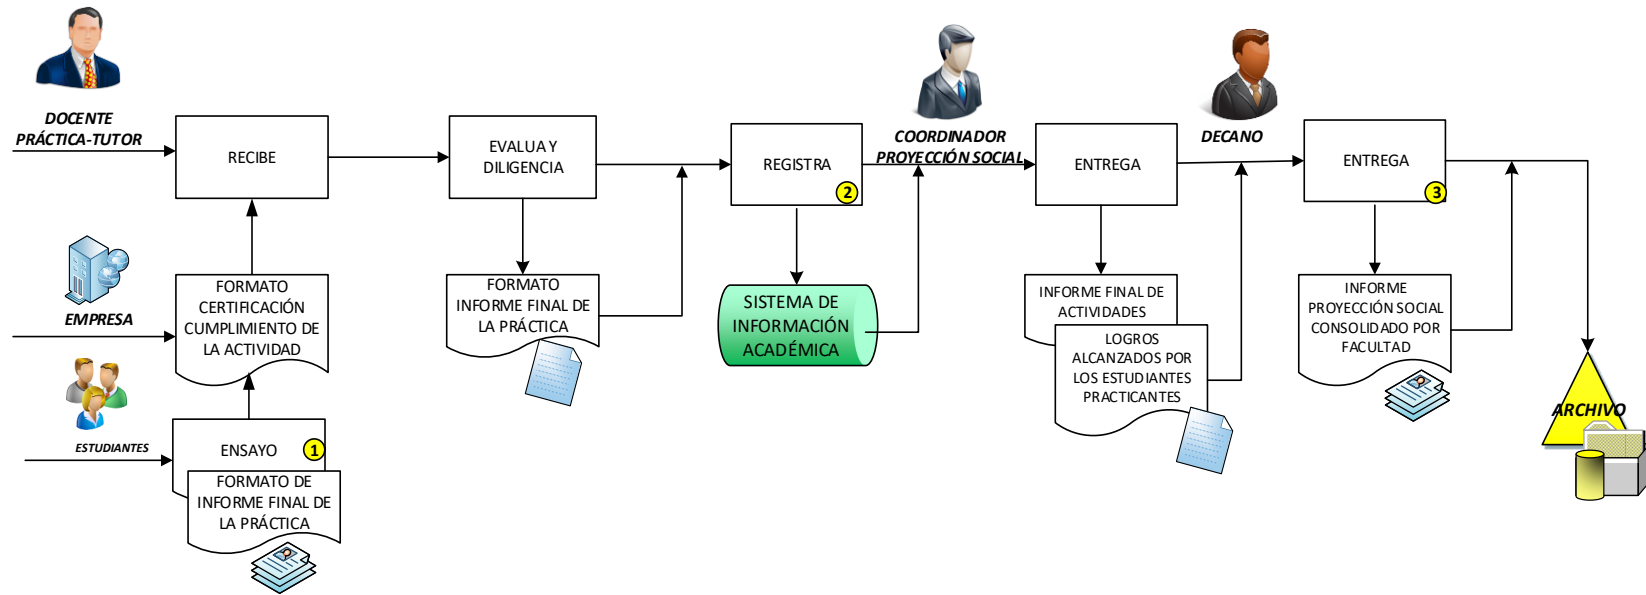 DOCENTE
PRÁCTICA-TUTOR
RECIBE
EVALUA Y
DILIGENCIA
REGISTRA
2
COORDINADOR
PROYECCIÓN SOCIAL
ENTREGA
DECANO
ENTREGA
3
EMPRESA
FORMATO
CERTIFICACIÓN
CUMPLIMIENTO DE
LA ACTIVIDAD
FORMATO
INFORME FINAL DE
LA PRÁCTICA
SISTEMA DE
INFORMACIÓN
ACADÉMICA
INFORME FINAL DE
ACTIVIDADES
LOGROS
ALCANZADOS POR
LOS ESTUDIANTES
PRACTICANTES
INFORME
PROYECCIÓN SOCIAL
CONSOLIDADO POR
FACULTAD
ARCHIVO
ESTUDIANTES
ENSAYO
1
FORMATO DE
INFORME FINAL DE
LA PRÁCTICA